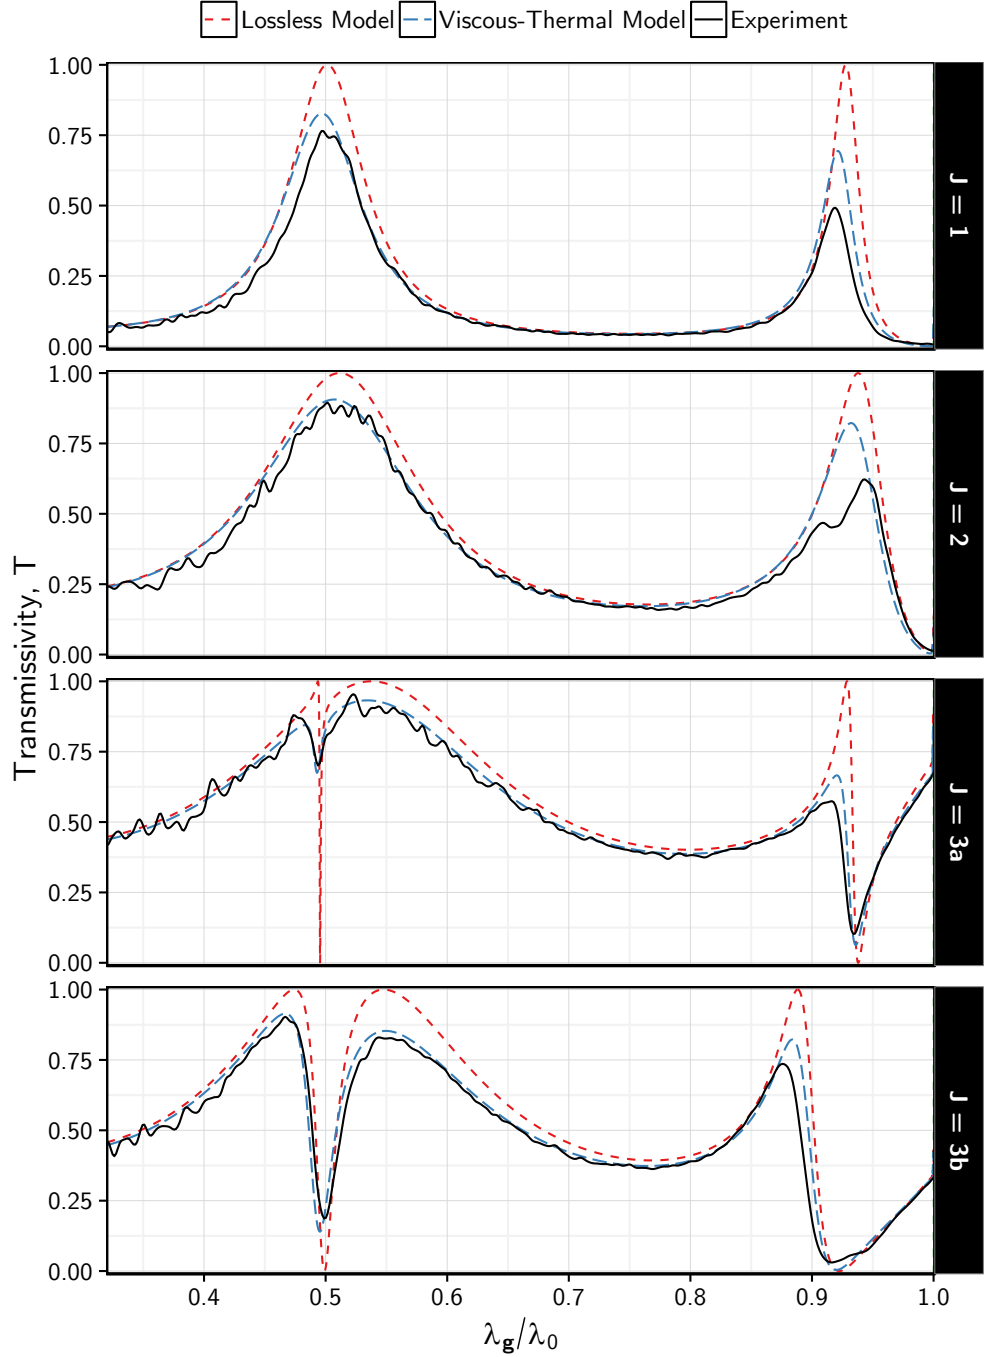 Lossless Model Viscous-Thermal Model Experiment
Transmissivity, T
1.00
0.75
0.50
0.25
0.00
J = 1
1.00
0.75
0.50
0.25
0.00
J = 2
1.00
0.75
0.50
0.25
0.00
J = 3a
1.00
0.75
0.50
0.25
0.00
J = 3b
0.4 0.5 0.6 0.7 0.8 0.9 1.0
λg/λ0